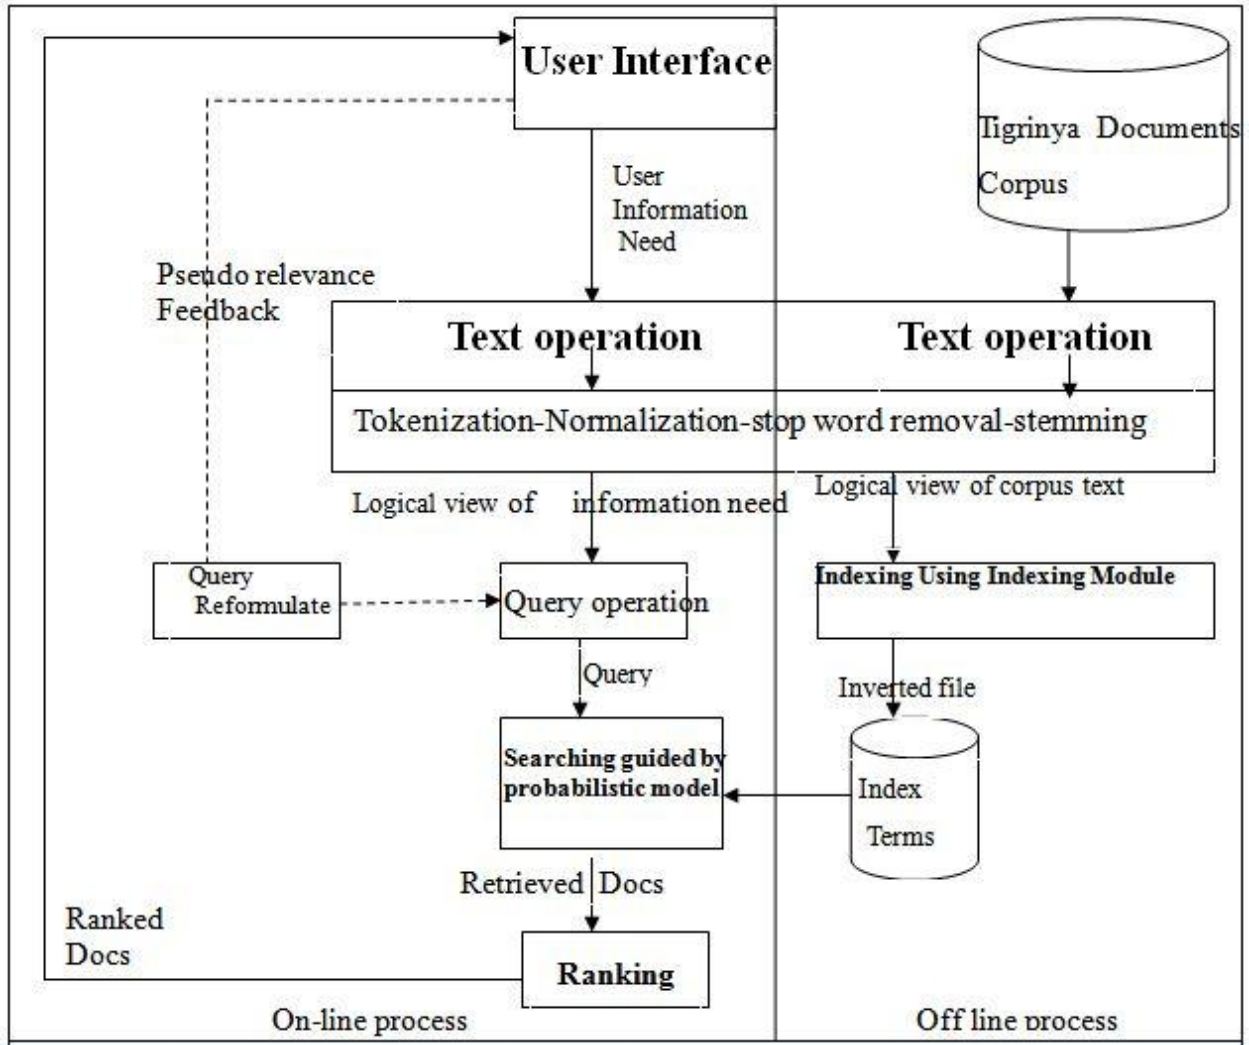 User Interface
Tigrinya Documents
Corpus
User
Information
Need
Pseudo relevance
Feedback
Text operation
Text operation
Tokenization-Normalization-stop word removal-stemming
Logical view of information need
Logical view of corpus text
Query
Reformulate
Query operation
Indexing Using Indexing Module
Query
Inverted file
Searching guided by
probabilistic model
Index
Terms
Retrieved Docs
Ranked
Docs
Ranking
On-line process
Off line process